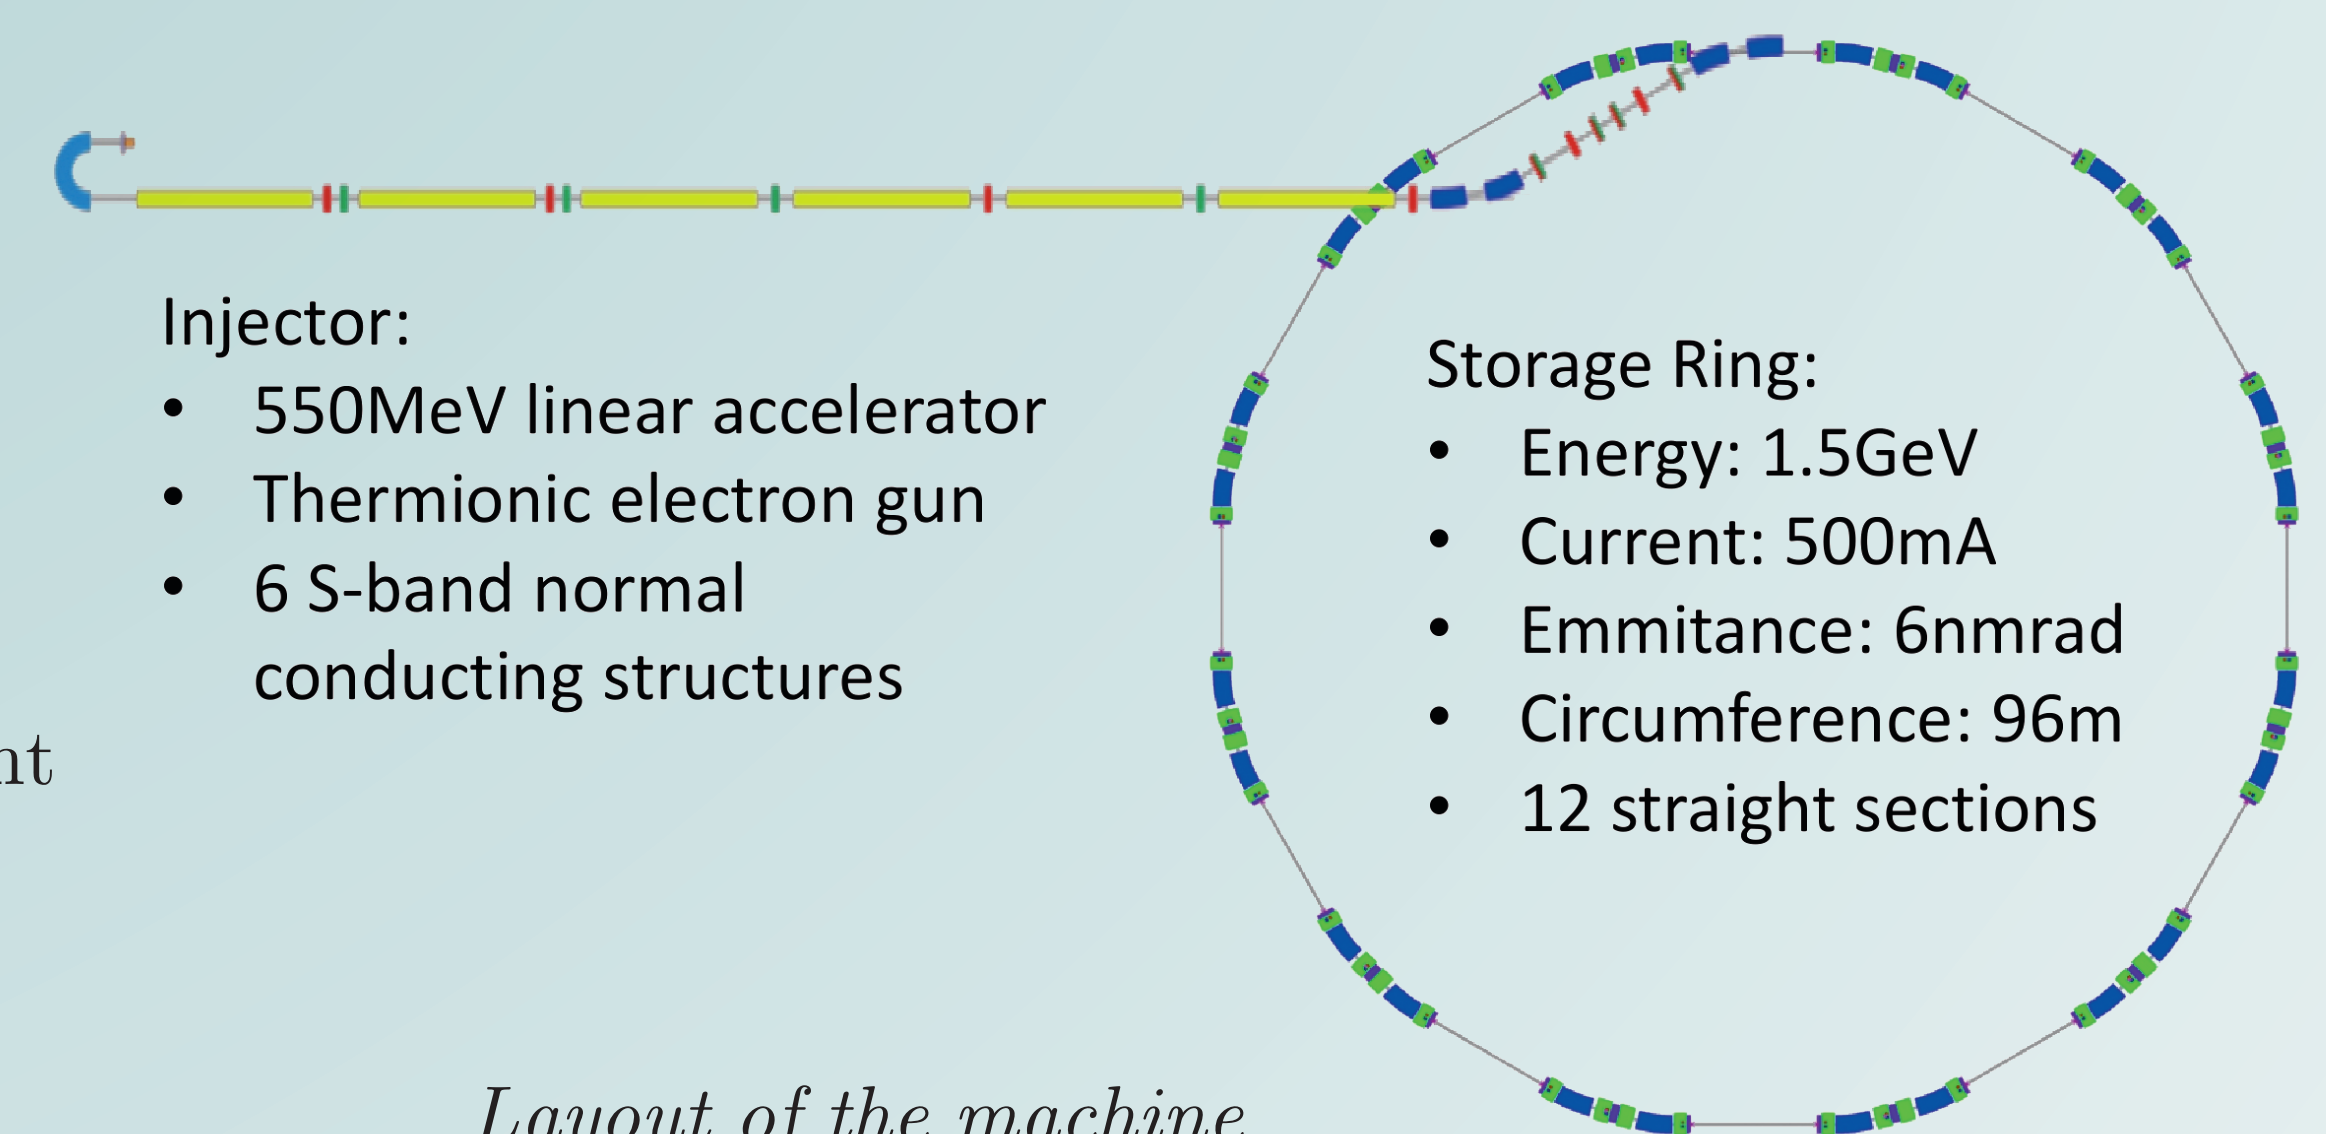 Injector:
• 550MeV linear accelerator
• Thermionic electron gun
• 6 S-band normal
conducting structures
Storage Ring:
• Energy: 1.5GeV
• Current: 500mA
• Emmitance: 6nmrad
• Circumference: 96m
• 12 straight sections
nt
Layout of the machine